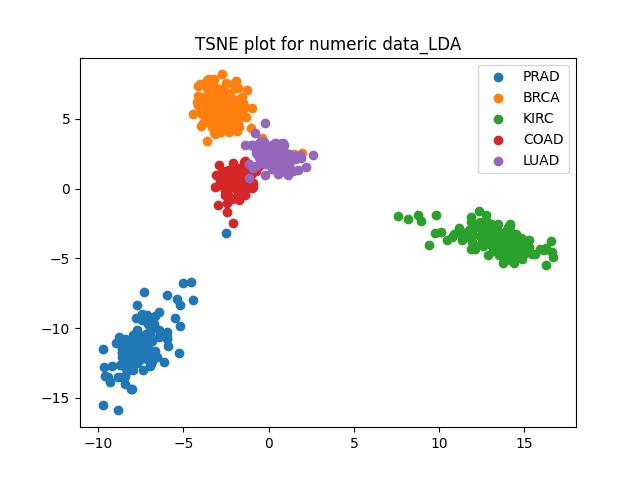 TSNE plot for numeric data_LDA
PRAD
BRCA
KIRC
COAD
LUAD
5
0
−5
−10
−15
−10 −5 0 5 10 15